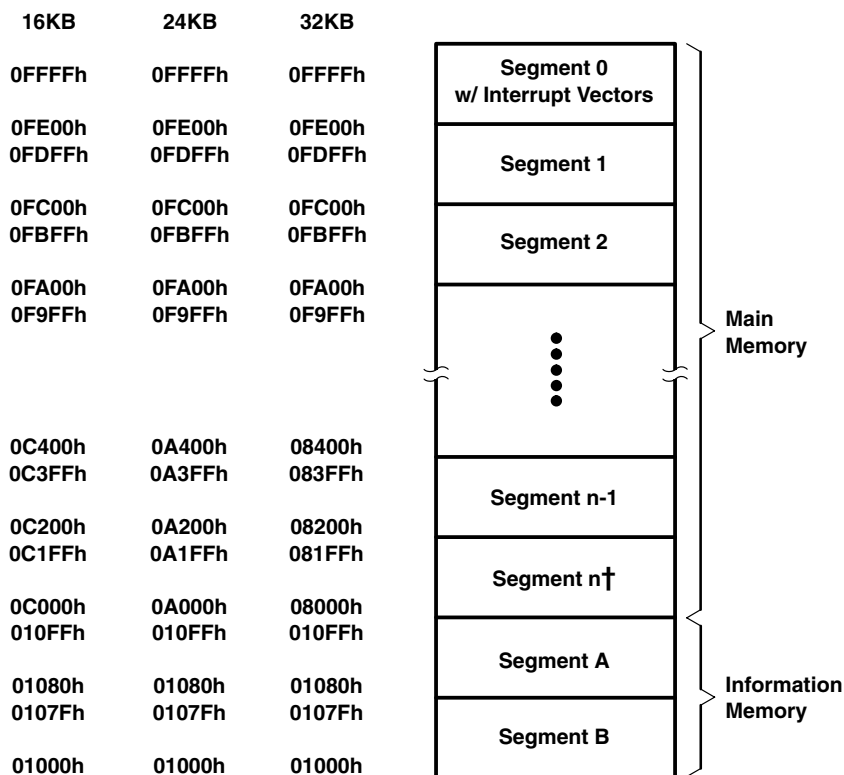 16KB 24KB 32KB
0FFFFh 0FFFFh 0FFFFh
Segment 0
w/ Interrupt Vectors
0FE00h 0FE00h 0FE00h
0FDFFh 0FDFFh 0FDFFh
Segment 1
0FC00h 0FC00h 0FC00h
0FBFFh 0FBFFh 0FBFFh
Segment 2
0FA00h 0FA00h 0FA00h
0F9FFh 0F9FFh 0F9FFh
Main
Memory
0C400h 0A400h 08400h
0C3FFh 0A3FFh 083FFh
Segment n-1
0C200h 0A200h 08200h
0C1FFh 0A1FFh 081FFh
Segment n†
0C000h 0A000h 08000h
010FFh 010FFh 010FFh
Segment A
01080h 01080h 01080h
0107Fh 0107Fh 0107Fh
Information
Memory
Segment B
01000h 01000h 01000h